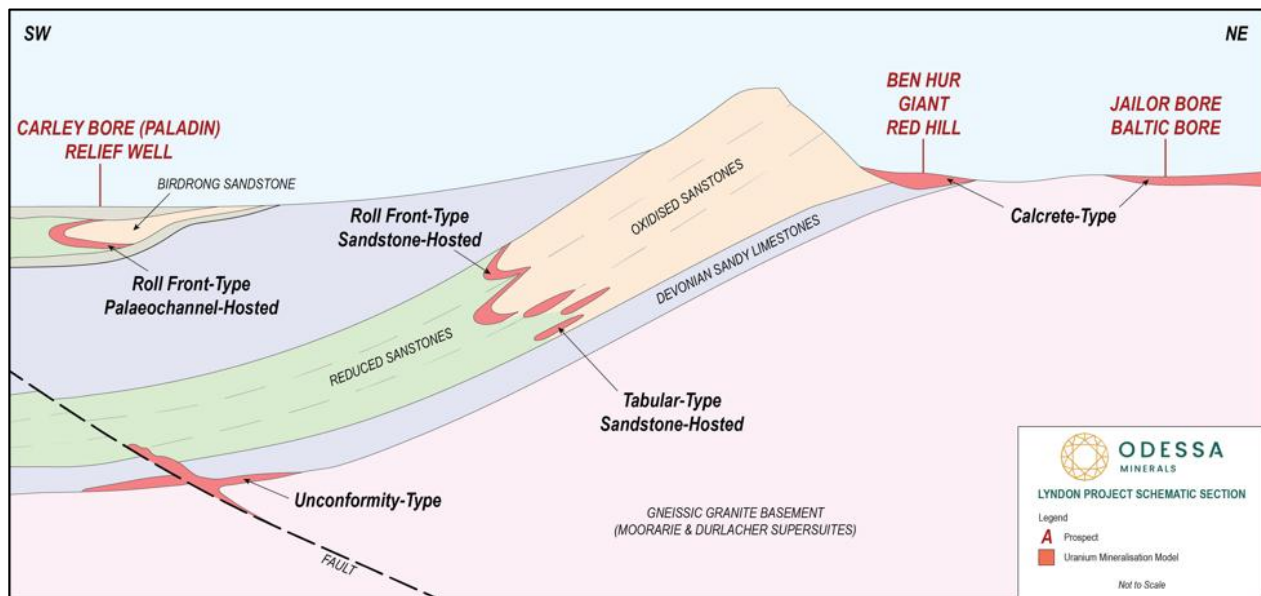 SW
NE
CARLEY BORE (PALADIN)
RELIEF WELL
BIRDRONG SANDSTONE
Roll Front-Type
Palaeochannel-Hosted
Roll Front-Type
Sandstone-Hosted
OXIDISED SANSTONES
DEVONIAN SANDY LIMESTONES
REDUCED SANSTONES
Tabular-Type
Sandstone-Hosted
Unconformity-Type
FAULT
GNEISSIC GRANITE BASEMENT
(MOORARIE & DURLACHER SUPERSUITES)
BEN HUR
GIANT
RED HILL
JAILOR BORE
BALTIC BORE
Calcrete-Type
ODESSA
MINERALS
LYNDON PROJECT SCHEMATIC SECTION
Legend
A Prospect
Uranium Mineralisation Model
Not to Scale